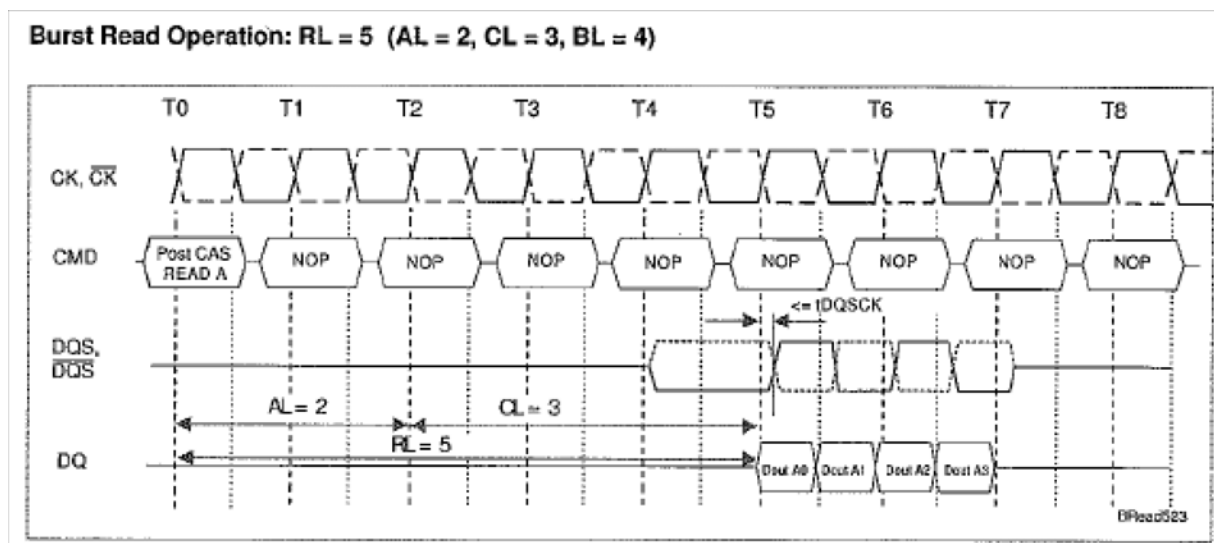 Burst Read Operation: RL = 5 (AL = 2, CL = 3, BL = 4)
T0 T1 T2 T3 T4 T5 T6 T7 T8
CK, C̅K̅
CMD Post CAS READ A NOP NOP NOP NOP NOP NOP NOP NOP
<= tDQSCK
DQS,
D̅Q̅S̅
AL = 2 CL = 3
RL = 5
DQ Dout A0 Dout A1 Dout A2 Dout A3
BRead523